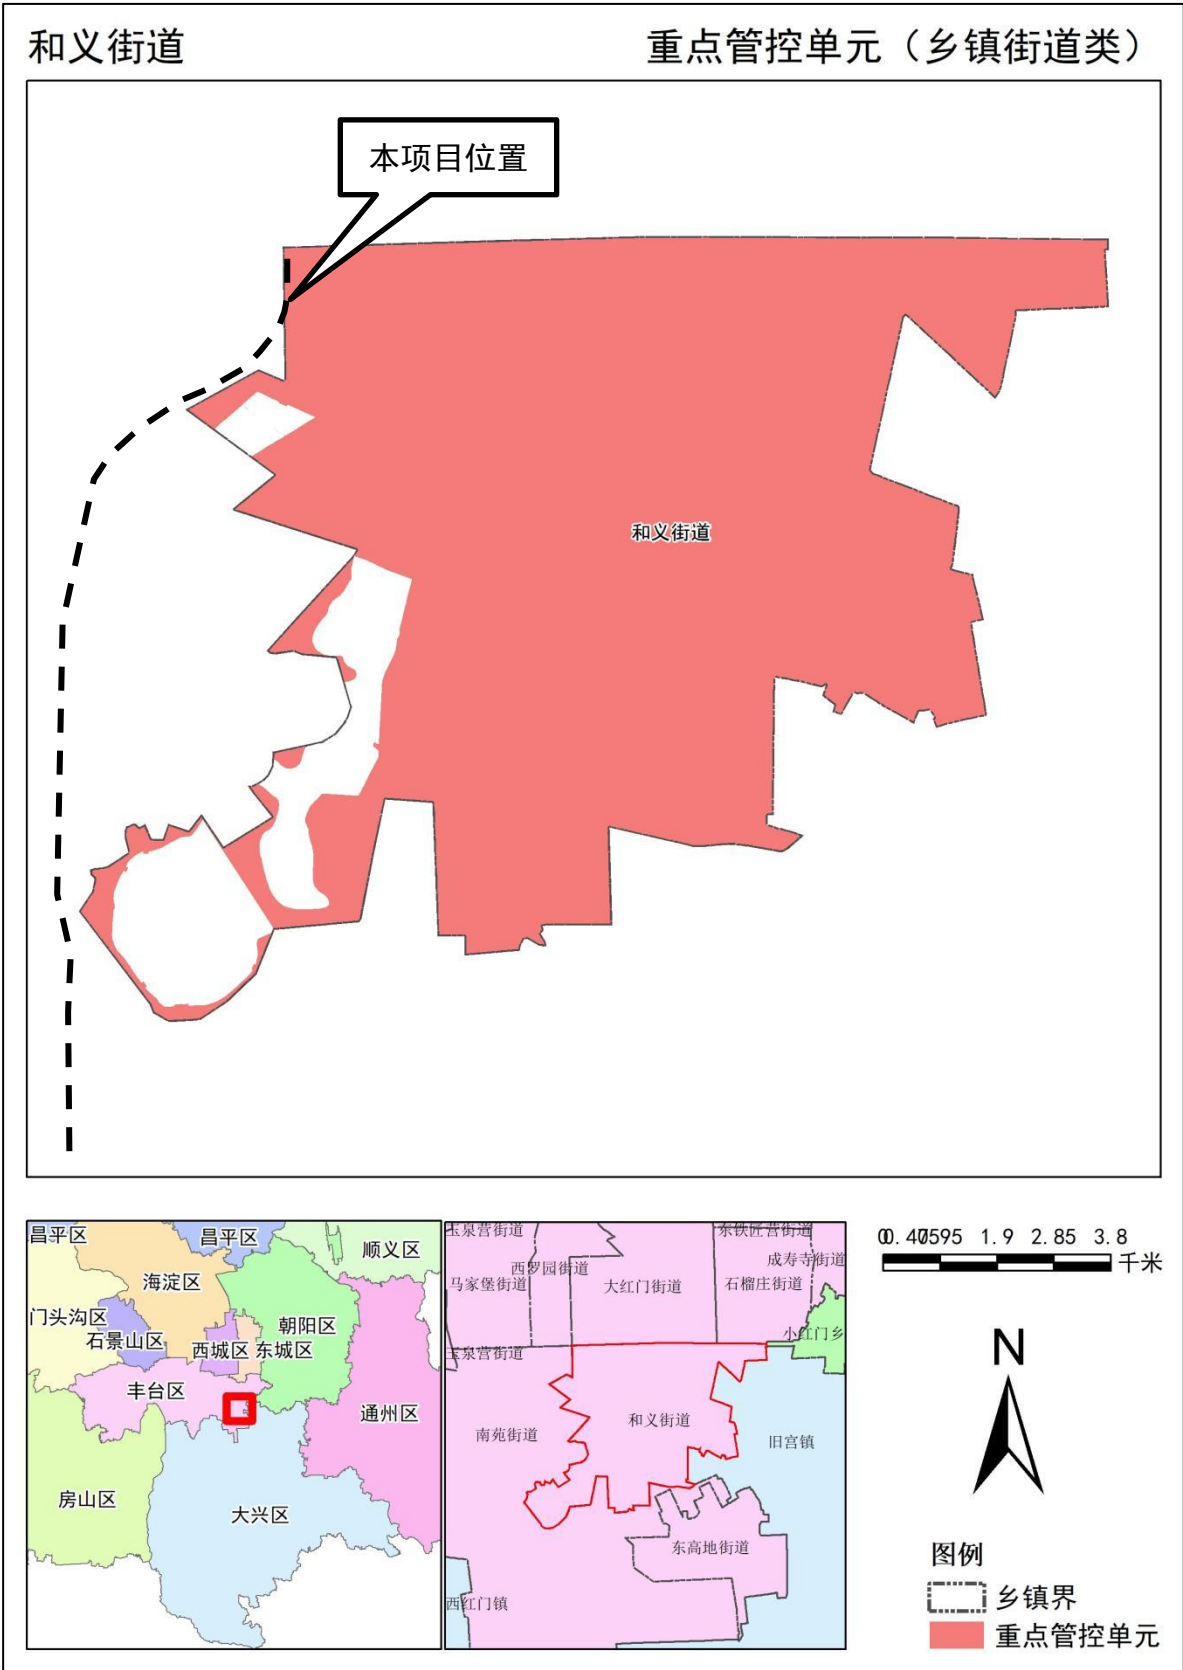 和义街道
重点管控单元（乡镇街道类）
本项目位置
和义街道
昌平区
昌平区
顺义区
海淀区
门头沟区
石景山区
朝阳区
西城区
东城区
丰台区
通州区
房山区
大兴区
玉泉营街道
东铁匠营街道
西罗园街道
成寿寺街道
马家堡街道
大红门街道
石榴庄街道
小红门乡
玉泉营街道
和义街道
南苑街道
旧宫镇
东高地街道
西红门镇
0 0.475 0.95 1.9 2.85 3.8
千米
N
图例
乡镇界
重点管控单元